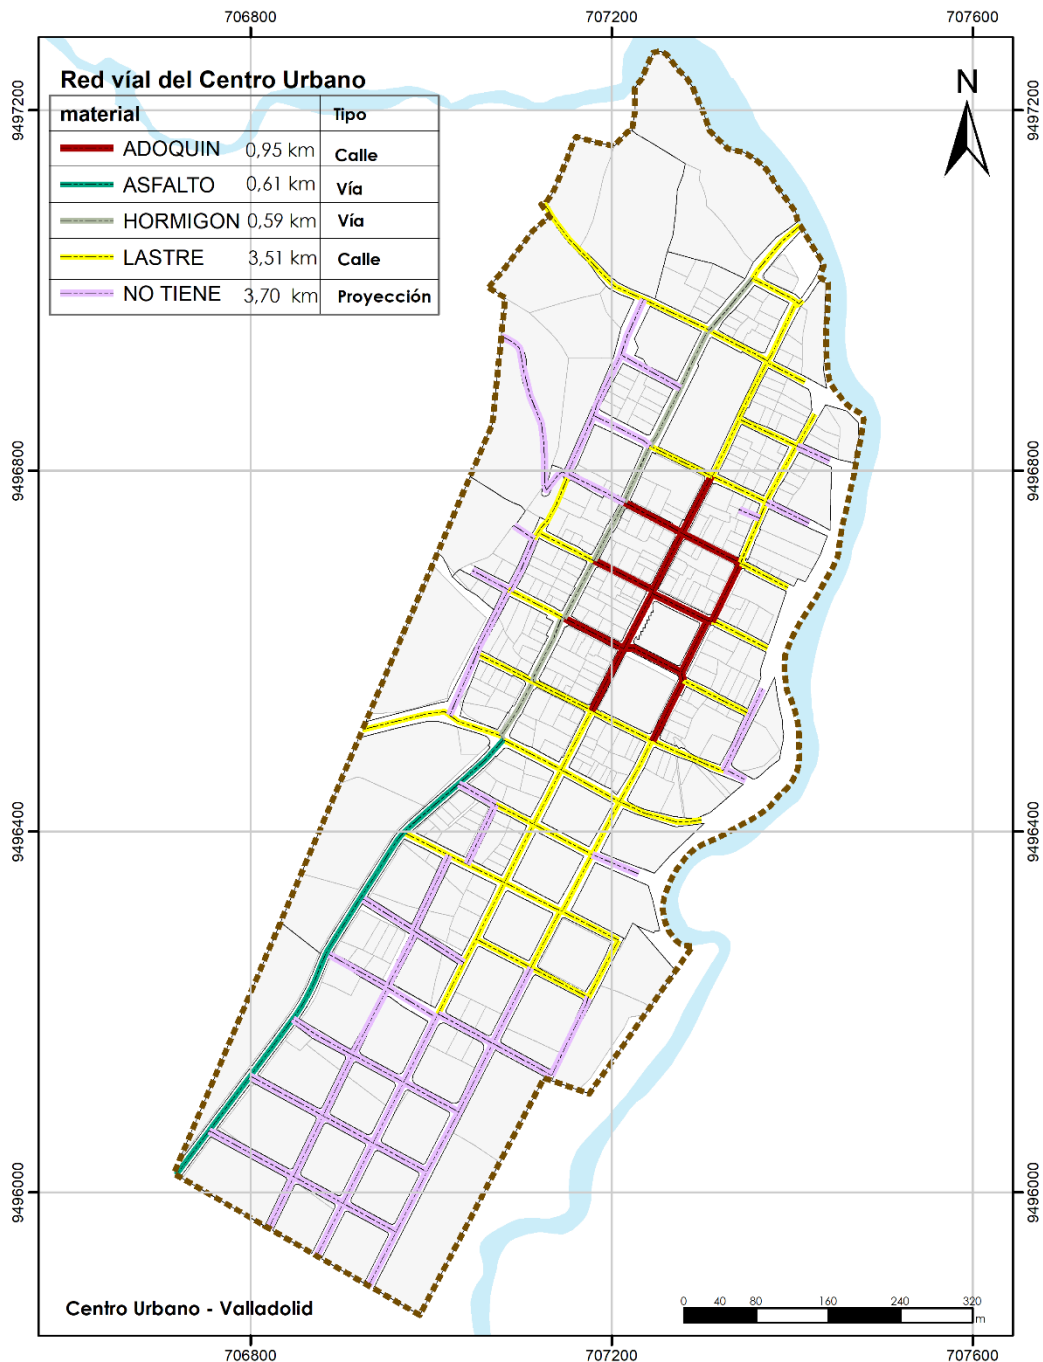 706800 707200 707600
Red víal del Centro Urbano
material Tipo
ADOQUIN 0,95 km Calle
ASFALTO 0,61 km Vía
HORMIGON 0,59 km Vía
LASTRE 3,51 km Calle
NO TIENE 3,70 km Proyección
N
9497200 9497200
9496800 9496800
9496400 9496400
9496000 9496000
Centro Urbano - Valladolid
0 40 80 160 240 320
m
706800 707200 707600